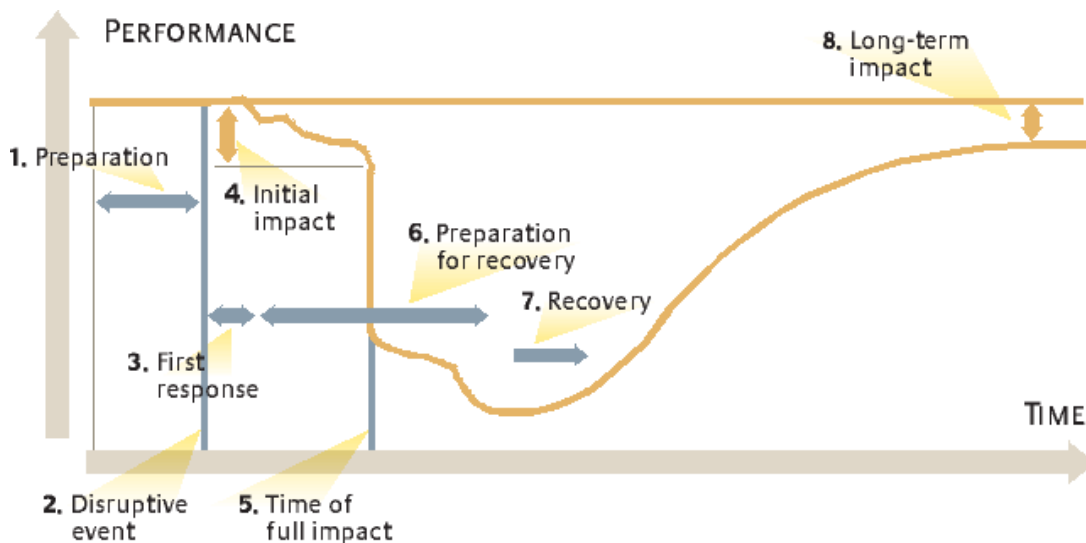 PERFORMANCE
8. Long-term
impact
1. Preparation
4. Initial
impact
6. Preparation
for recovery
7. Recovery
3. First
response
TIME
2. Disruptive
event
5. Time of
full impact